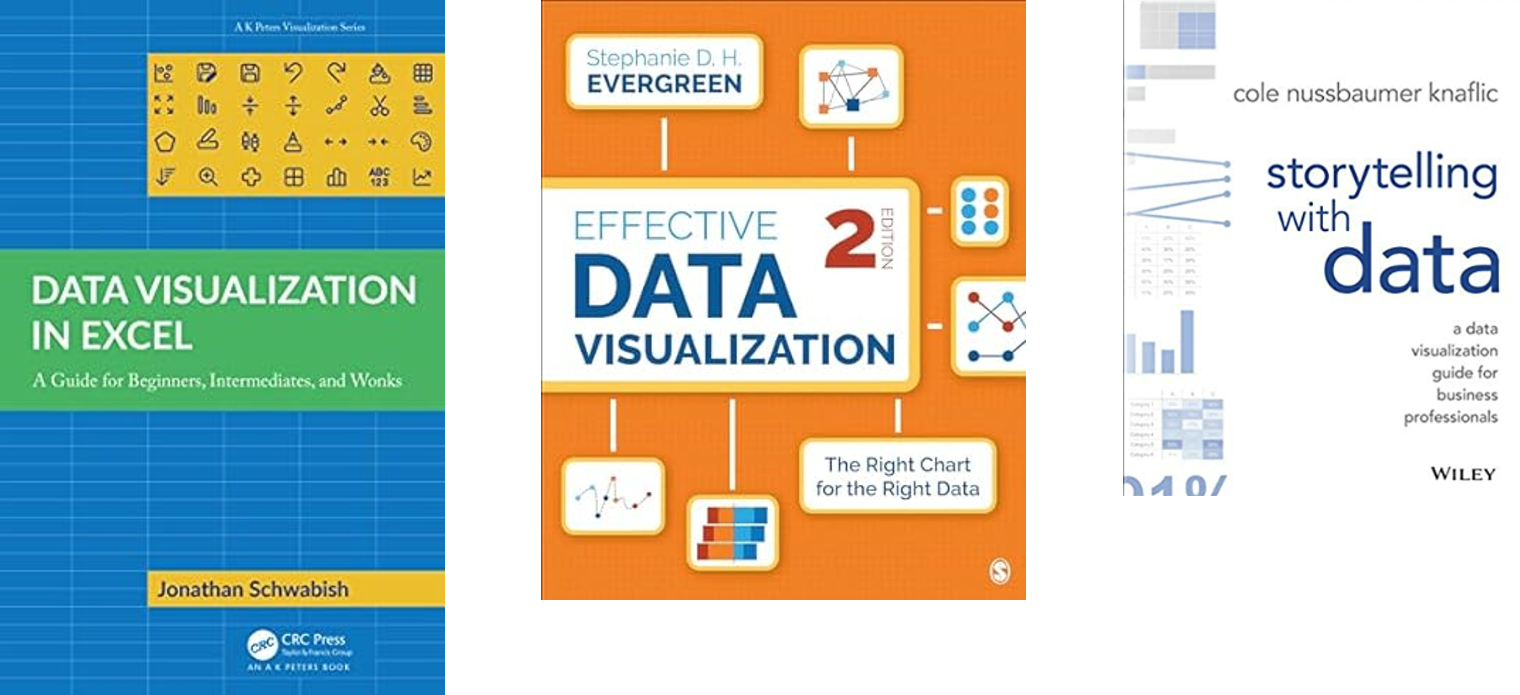 A K Peters Visualization Series
ABC
123
DATA VISUALIZATION
IN EXCEL
A Guide for Beginners, Intermediates, and Wonks
Jonathan Schwabish
CRC
CRC Press
Taylor & Francis Group
AN A K PETERS BOOK
Stephanie D. H.
EVERGREEN
EFFECTIVE
2
EDITION
DATA
VISUALIZATION
The Right Chart
for the Right Data
S
cole nussbaumer knaflic
storytelling
with
data
a data
visualization
guide for
business
professionals
WILEY